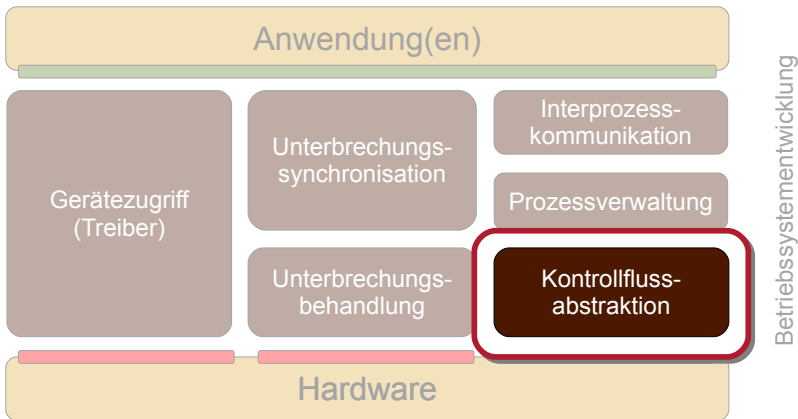 Anwendung(en)
Gerätezugriff
(Treiber)
Unterbrechungs-
synchronisation
Unterbrechungs-
behandlung
Interprozess-
kommunikation
Prozessverwaltung
Kontrollfluss-
abstraktion
Hardware
Betriebssystementwicklung